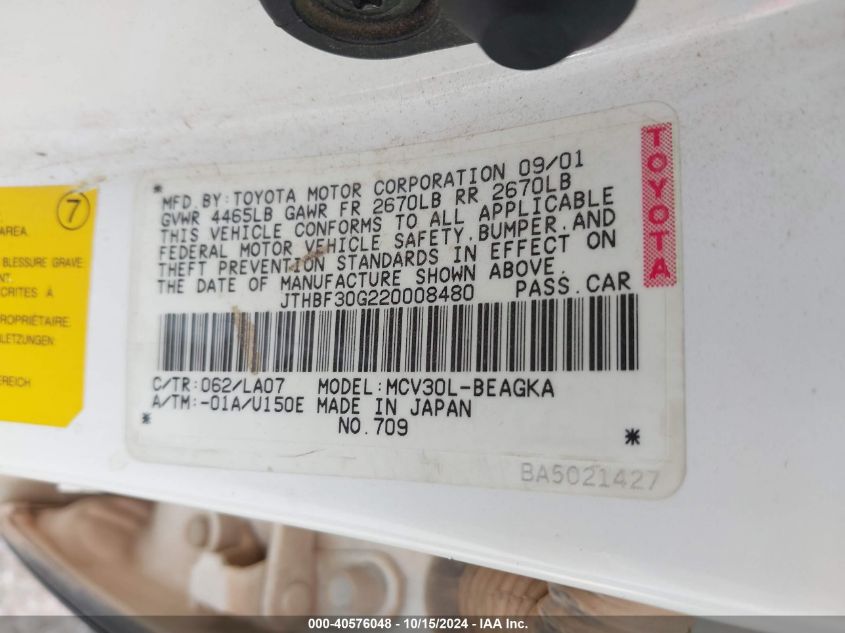 MFD. BY: TOYOTA MOTOR CORPORATION 09/01
GVWR 4465LB GAWR FR 2670LB RR 2670LB
THIS VEHICLE CONFORMS TO ALL APPLICABLE
FEDERAL MOTOR VEHICLE SAFETY, BUMPER, AND
THEFT PREVENTION STANDARDS IN EFFECT ON
THE DATE OF MANUFACTURE SHOWN ABOVE.
JTHBF30G220008480 PASS. CAR
TOYOTA
C/TR: 062/LA07 MODEL: MCV30L-BEAGKA
A/TM: -01A/U150E MADE IN JAPAN
* NO. 709 *
BA5021427
7
AREA.
BLESSURE GRAVE
NT.
CRITES À
ROPRIÉTAIRE.
LETZUNGEN
EREICH
000-40576048 - 10/15/2024 - IAA Inc.